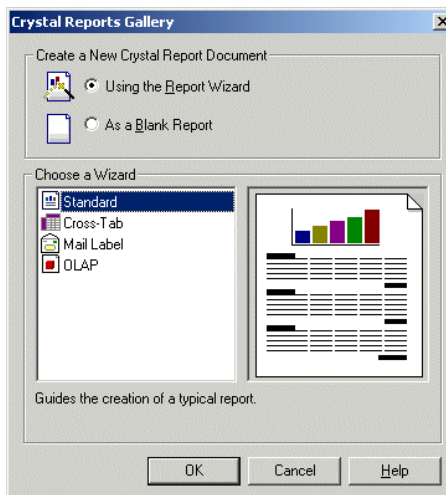 Crystal Reports Gallery
Create a New Crystal Report Document
Using the Report Wizard
As a Blank Report
Choose a Wizard
Standard
Cross-Tab
Mail Label
OLAP
Guides the creation of a typical report.
OK Cancel Help